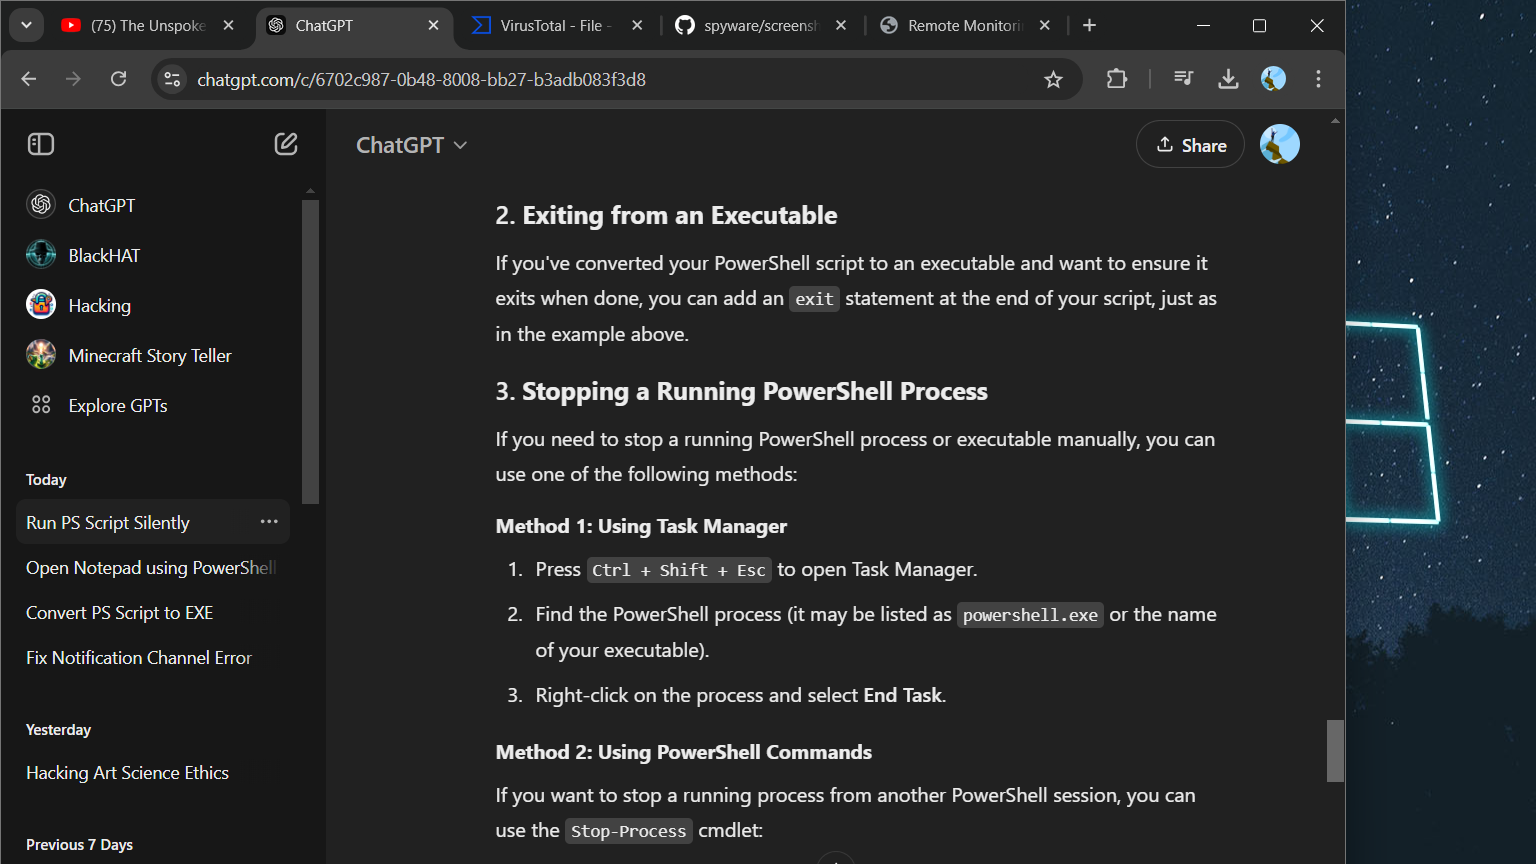 (75) The Unspoke
ChatGPT
VirusTotal - File -
spyware/screensh
Remote Monitori
chatgpt.com/c/6702c987-0b48-8008-bb27-b3adb083f3d8
ChatGPT
Share
ChatGPT
BlackHAT
Hacking
Minecraft Story Teller
Explore GPTs
Today
Run PS Script Silently
Open Notepad using PowerShell
Convert PS Script to EXE
Fix Notification Channel Error
Yesterday
Hacking Art Science Ethics
Previous 7 Days
2. Exiting from an Executable
If you've converted your PowerShell script to an executable and want to ensure it
exits when done, you can add an exit statement at the end of your script, just as
in the example above.
3. Stopping a Running PowerShell Process
If you need to stop a running PowerShell process or executable manually, you can
use one of the following methods:
Method 1: Using Task Manager
1. Press Ctrl + Shift + Esc to open Task Manager.
2. Find the PowerShell process (it may be listed as powershell.exe or the name
of your executable).
3. Right-click on the process and select End Task.
Method 2: Using PowerShell Commands
If you want to stop a running process from another PowerShell session, you can
use the Stop-Process cmdlet: